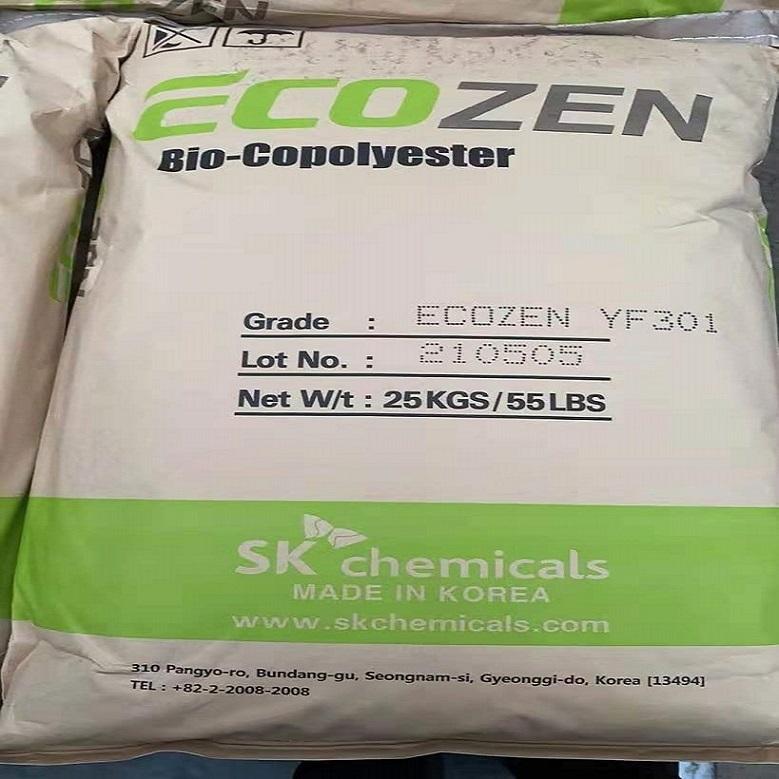 ZEN
ECOZEN
Bio-Copolyester
Grade : ECOZEN YF301
Lot No. : 210505
Net W/t : 25KGS/55LBS
SK chemicals
MADE IN KOREA
www.skchemicals.com
310 Pangyo-ro, Bundang-gu, Seongnam-si, Gyeonggi-do, Korea [13494]
TEL : +82-2-2008-2008